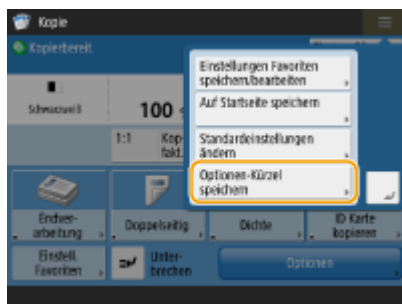 Kopie
Kopierbereit.
Einstellungen Favoriten
speichern/bearbeiten
Auf Startseite speichern
Schwarzweiß
100
1:1
Kop
fakt.
Standardeinstellungen
ändern
Optionen-Kürzel
speichern
Endver-
arbeitung
Doppelseitig
Dichte
ID Karte
kopieren
Einstell.
Favoriten
Unter-
brechen
Optionen